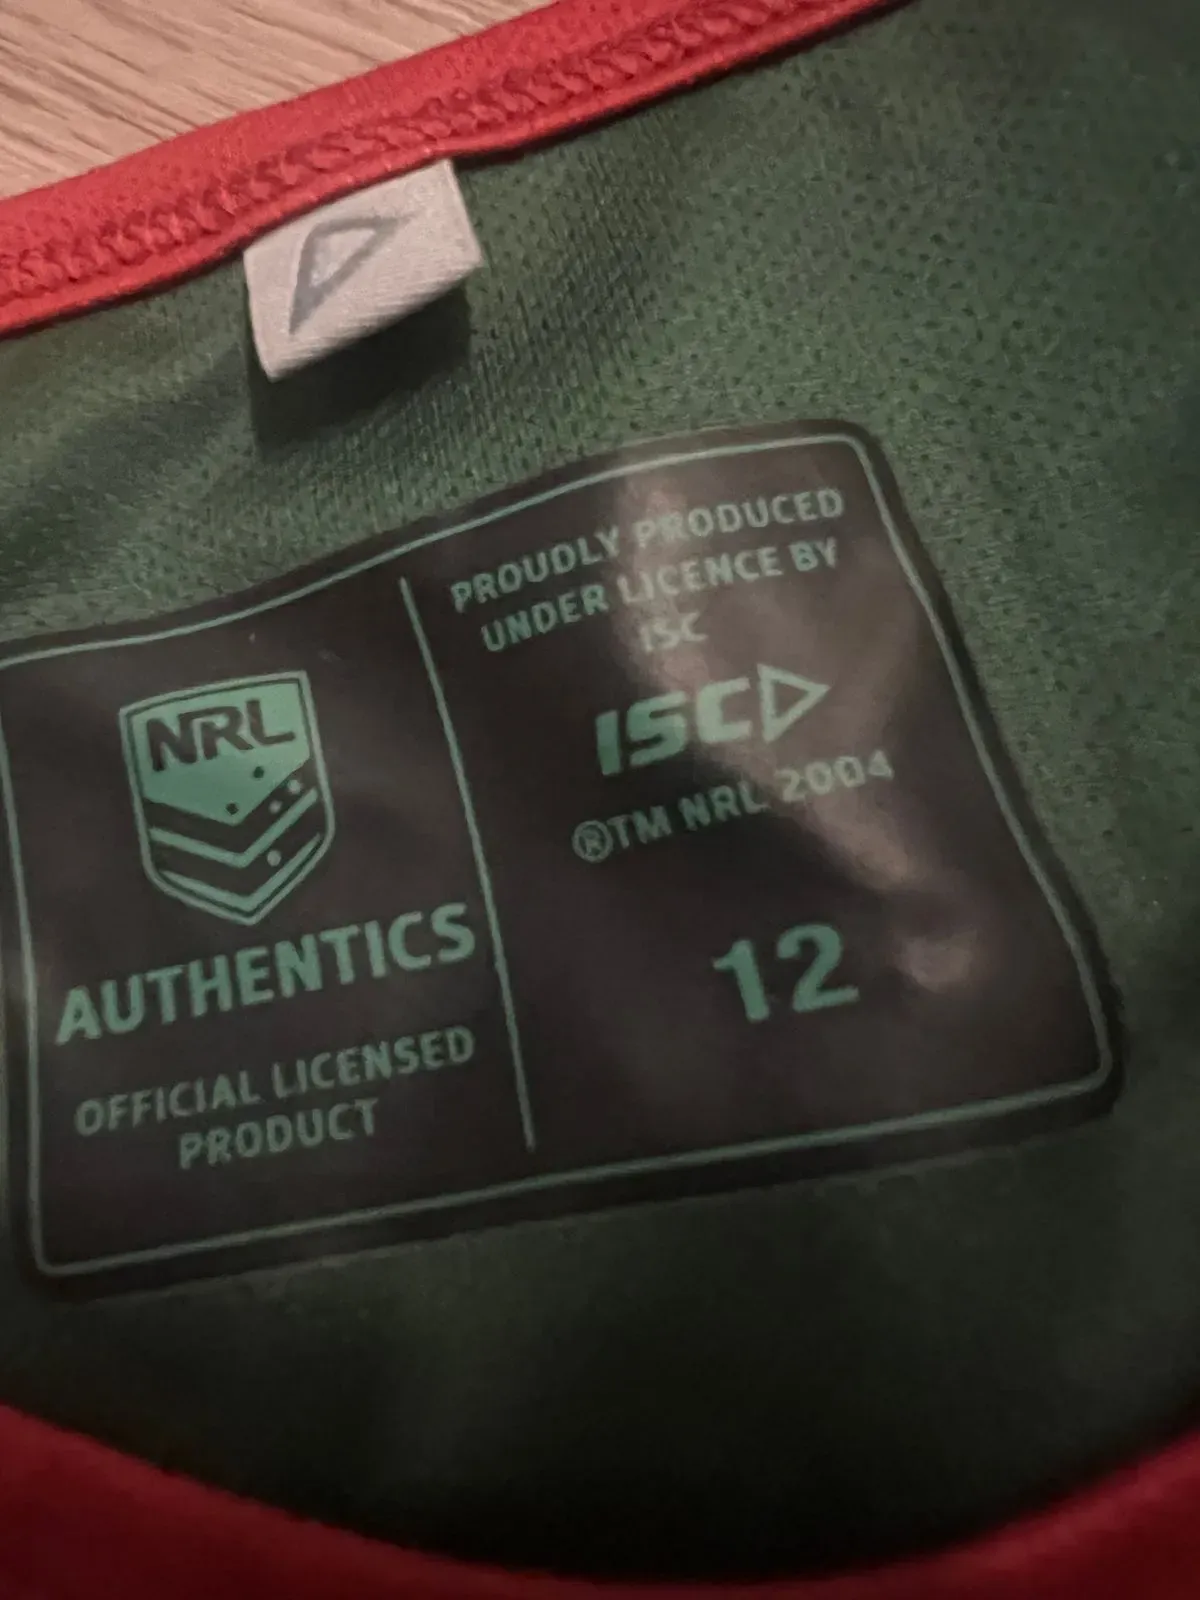 NRL
AUTHENTICS
OFFICIAL LICENSED
PRODUCT
PROUDLY PRODUCED
UNDER LICENCE BY
ISC
ISC
®TM NRL 2004
12